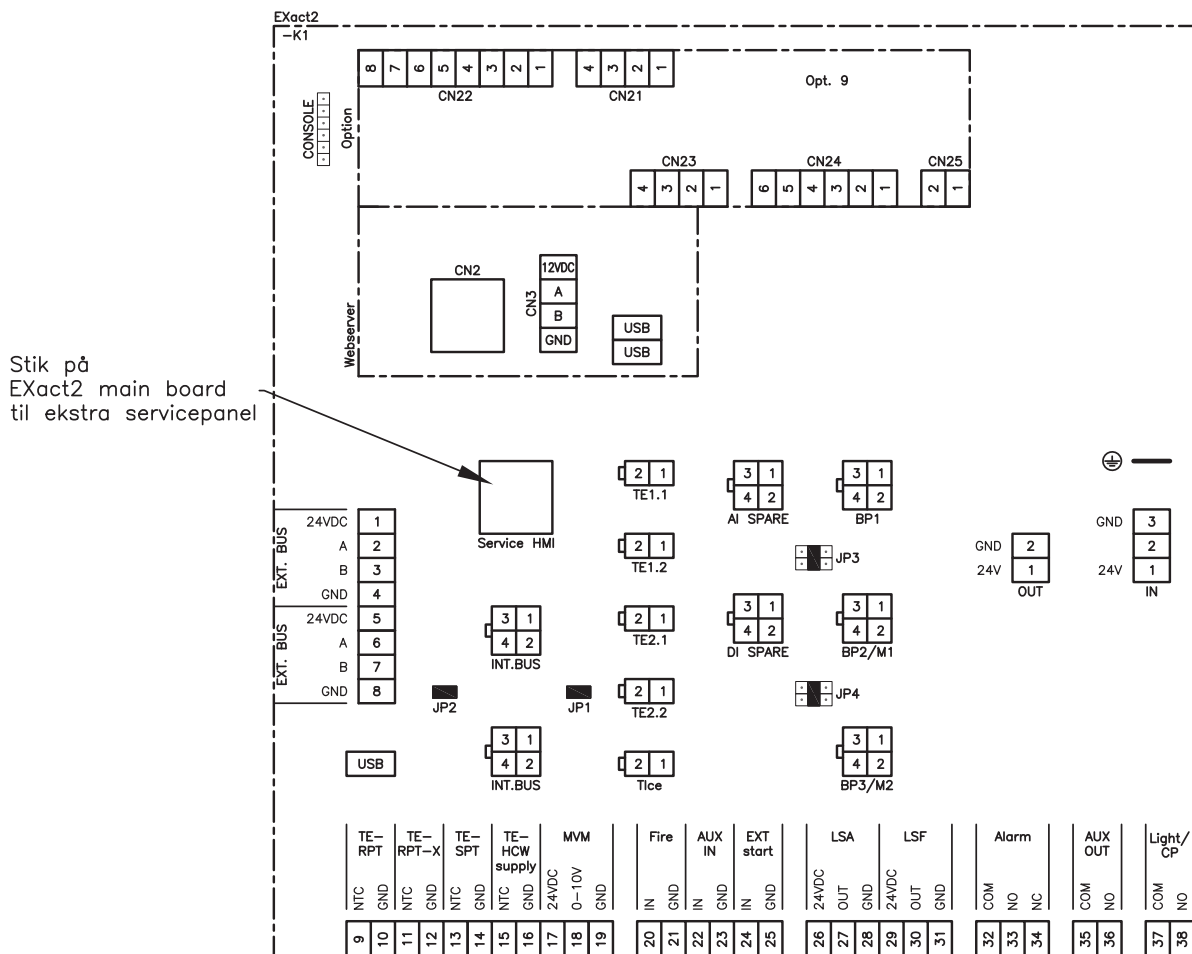 EXact2
-K1
CONSOLE
Option
8 7 6 5 4 3 2 1
CN22
4 3 2 1
CN21
Opt. 9
CN23
4 3 2 1
CN24
6 5 4 3 2 1
CN25
2 1
Webserver
CN2
CN3
12VDC
A
B
GND
USB
USB
Stik på
EXact2 main board
til ekstra servicepanel
Service HMI
2 1
TE1.1
3 1
4 2
AI SPARE
3 1
4 2
BP1
GND 3
2
24V 1
IN
EXT. BUS
24VDC 1
A 2
B 3
GND 4
EXT. BUS
24VDC 5
A 6
B 7
GND 8
2 1
TE1.2
JP3
GND 2
24V 1
OUT
3 1
4 2
INT.BUS
2 1
TE2.1
3 1
4 2
DI SPARE
3 1
4 2
BP2/M1
JP2
JP1
2 1
TE2.2
JP4
USB
3 1
4 2
INT.BUS
2 1
TIce
3 1
4 2
BP3/M2
TE-
RPT
NTC GND
9 10
TE-
RPT-X
NTC GND
11 12
TE-
SPT
NTC GND
13 14
TE-
HCW
supply
NTC GND
15 16
MVM
24VDC 0-10V GND
17 18 19
Fire
IN GND
20 21
AUX
IN
IN GND
22 23
EXT
start
IN GND
24 25
LSA
24VDC OUT GND
26 27 28
LSF
24VDC OUT GND
29 30 31
Alarm
COM NO NC
32 33 34
AUX
OUT
COM NO
35 36
Light/
CP
COM NO
37 38